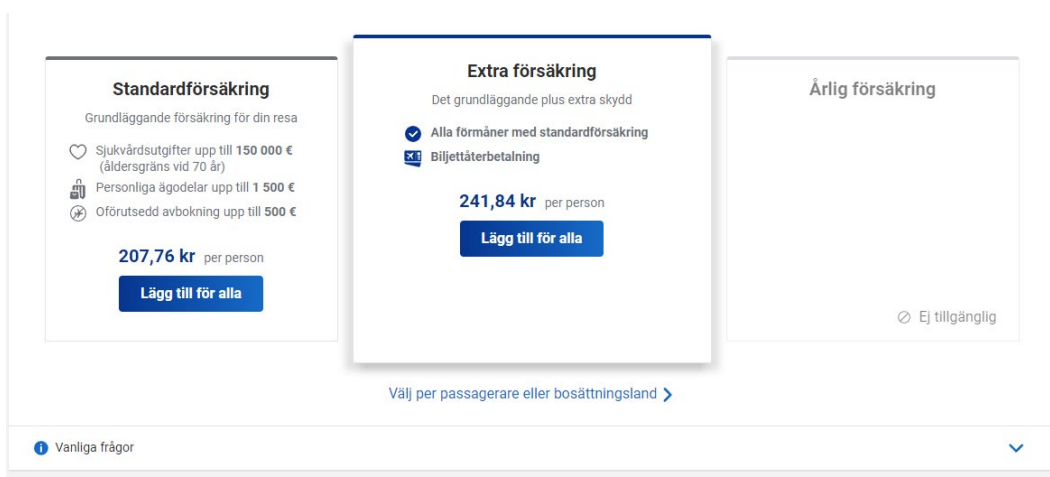 Standardförsäkring
Grundläggande försäkring för din resa
Sjukvårdsutgifter upp till 150 000 €
(åldersgräns vid 70 år)
Personliga ägodelar upp till 1 500 €
Oförutsedd avbokning upp till 500 €
207,76 kr per person
Lägg till för alla
Extra försäkring
Det grundläggande plus extra skydd
Alla förmåner med standardförsäkring
Biljettåterbetalning
241,84 kr per person
Lägg till för alla
Årlig försäkring
Ej tillgänglig
Välj per passagerare eller bosättningsland
Vanliga frågor